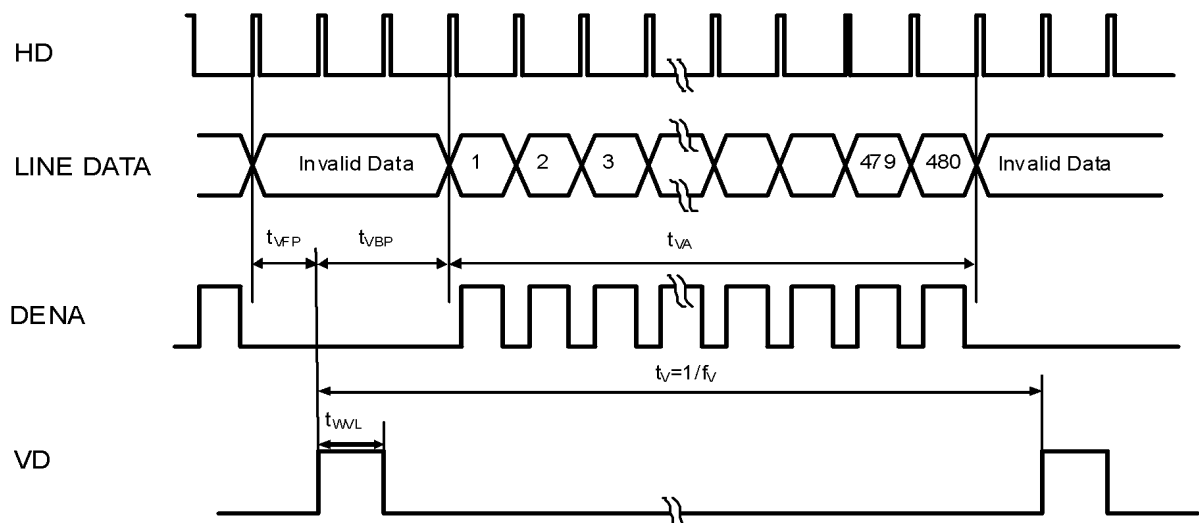 HD
LINE DATA
Invalid Data
1
2
3
479
480
Invalid Data
tVFP
tVBP
tVA
DENA
tV=1/fV
tWVL
VD